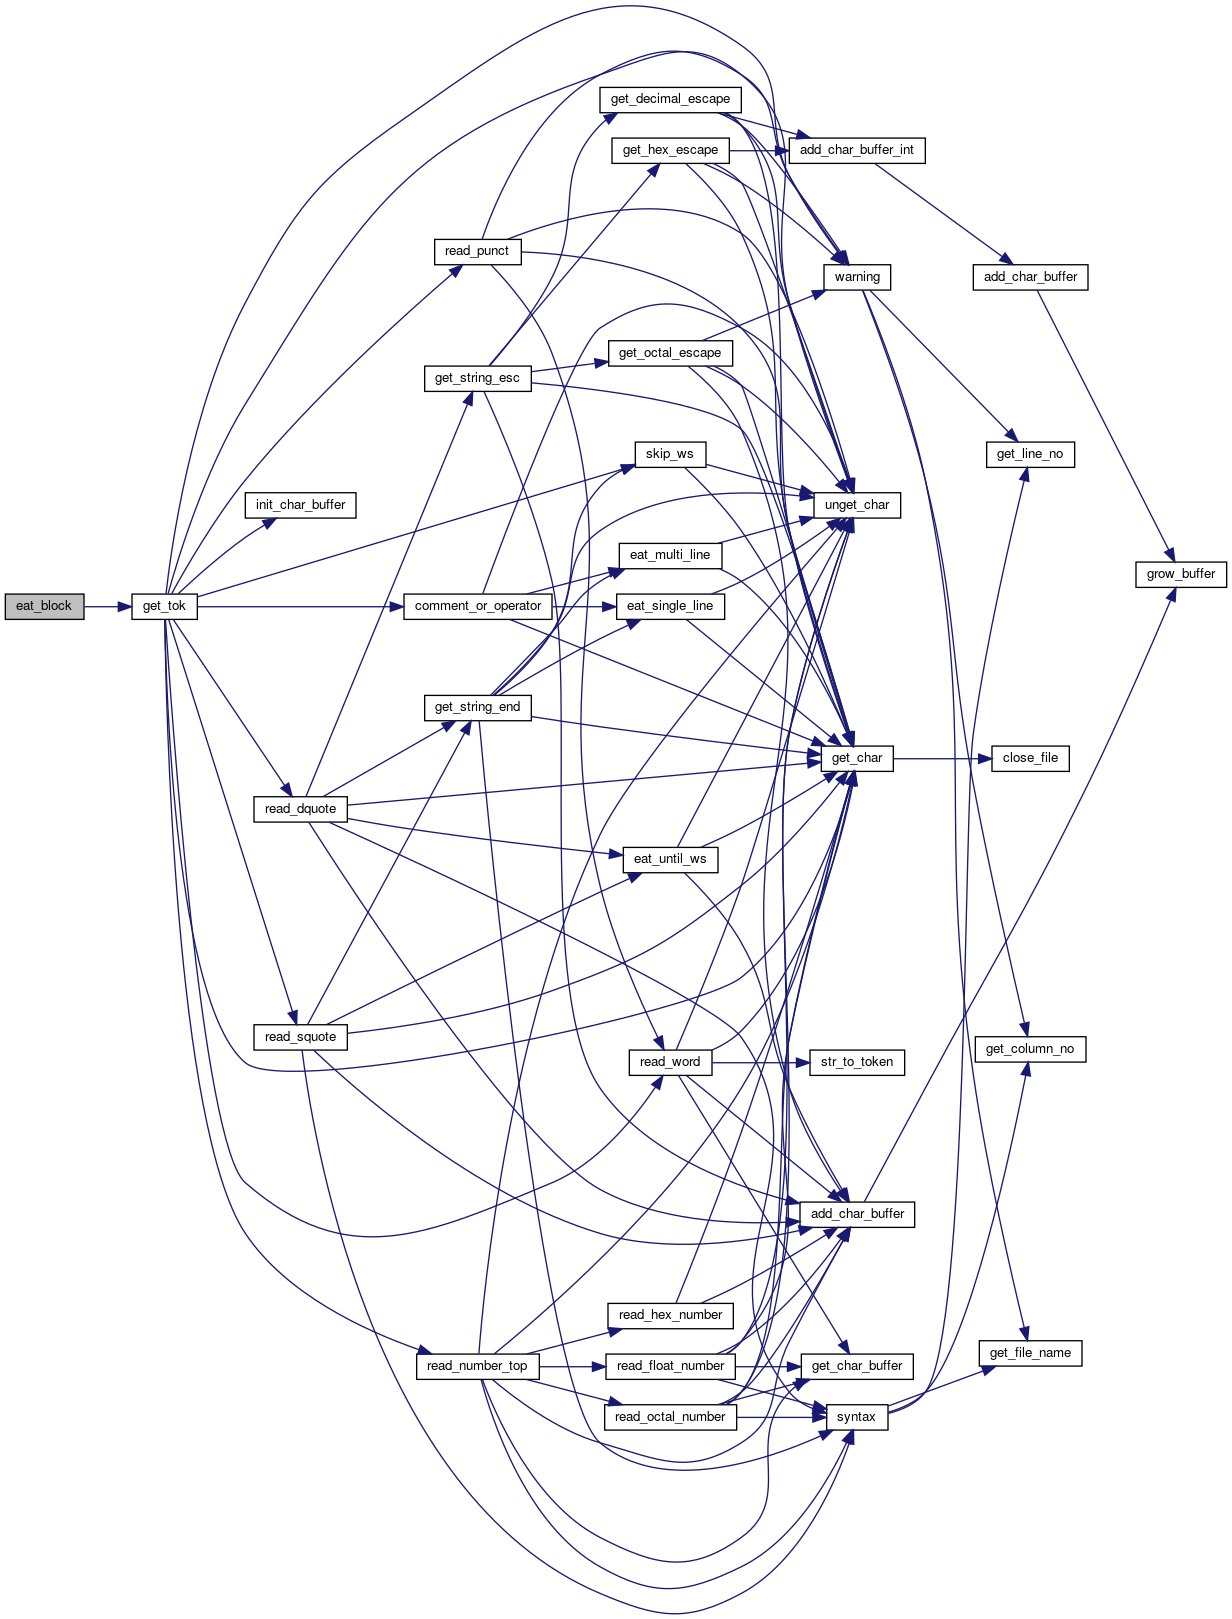 get_decimal_escape
get_hex_escape
add_char_buffer_int
read_punct
warning
add_char_buffer
get_octal_escape
get_string_esc
skip_ws
get_line_no
init_char_buffer
unget_char
eat_multi_line
grow_buffer
eat_block
get_tok
comment_or_operator
eat_single_line
get_string_end
get_char
close_file
read_dquote
eat_until_ws
read_squote
get_column_no
read_word
str_to_token
add_char_buffer
read_hex_number
get_file_name
read_number_top
read_float_number
get_char_buffer
read_octal_number
syntax